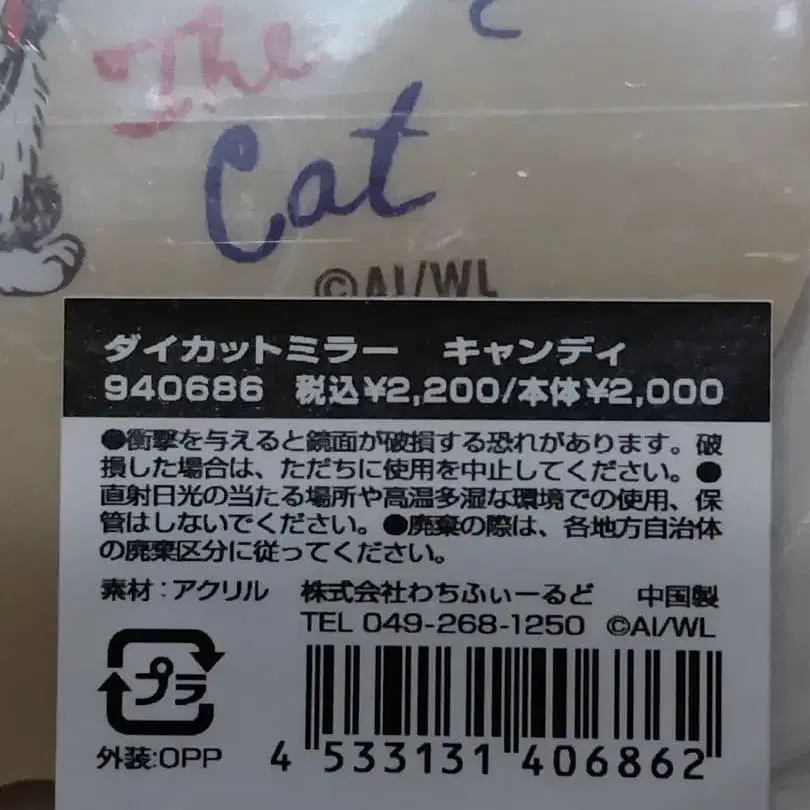 The
Cat
©AI/WL
ダイカットミラー　キャンディ
940686　税込¥2,200/本体¥2,000
●衝撃を与えると鏡面が破損する恐れがあります。破
損した場合は、ただちに使用を中止してください。●
直射日光の当たる場所や高温多湿な環境での使用、保
管はしないでください。●廃棄の際は、各地方自治体
の廃棄区分に従ってください。
素材：アクリル　株式会社わちふぃーるど　中国製
TEL 049-268-1250　©AI/WL
プラ
外装:OPP
4 533131 406862